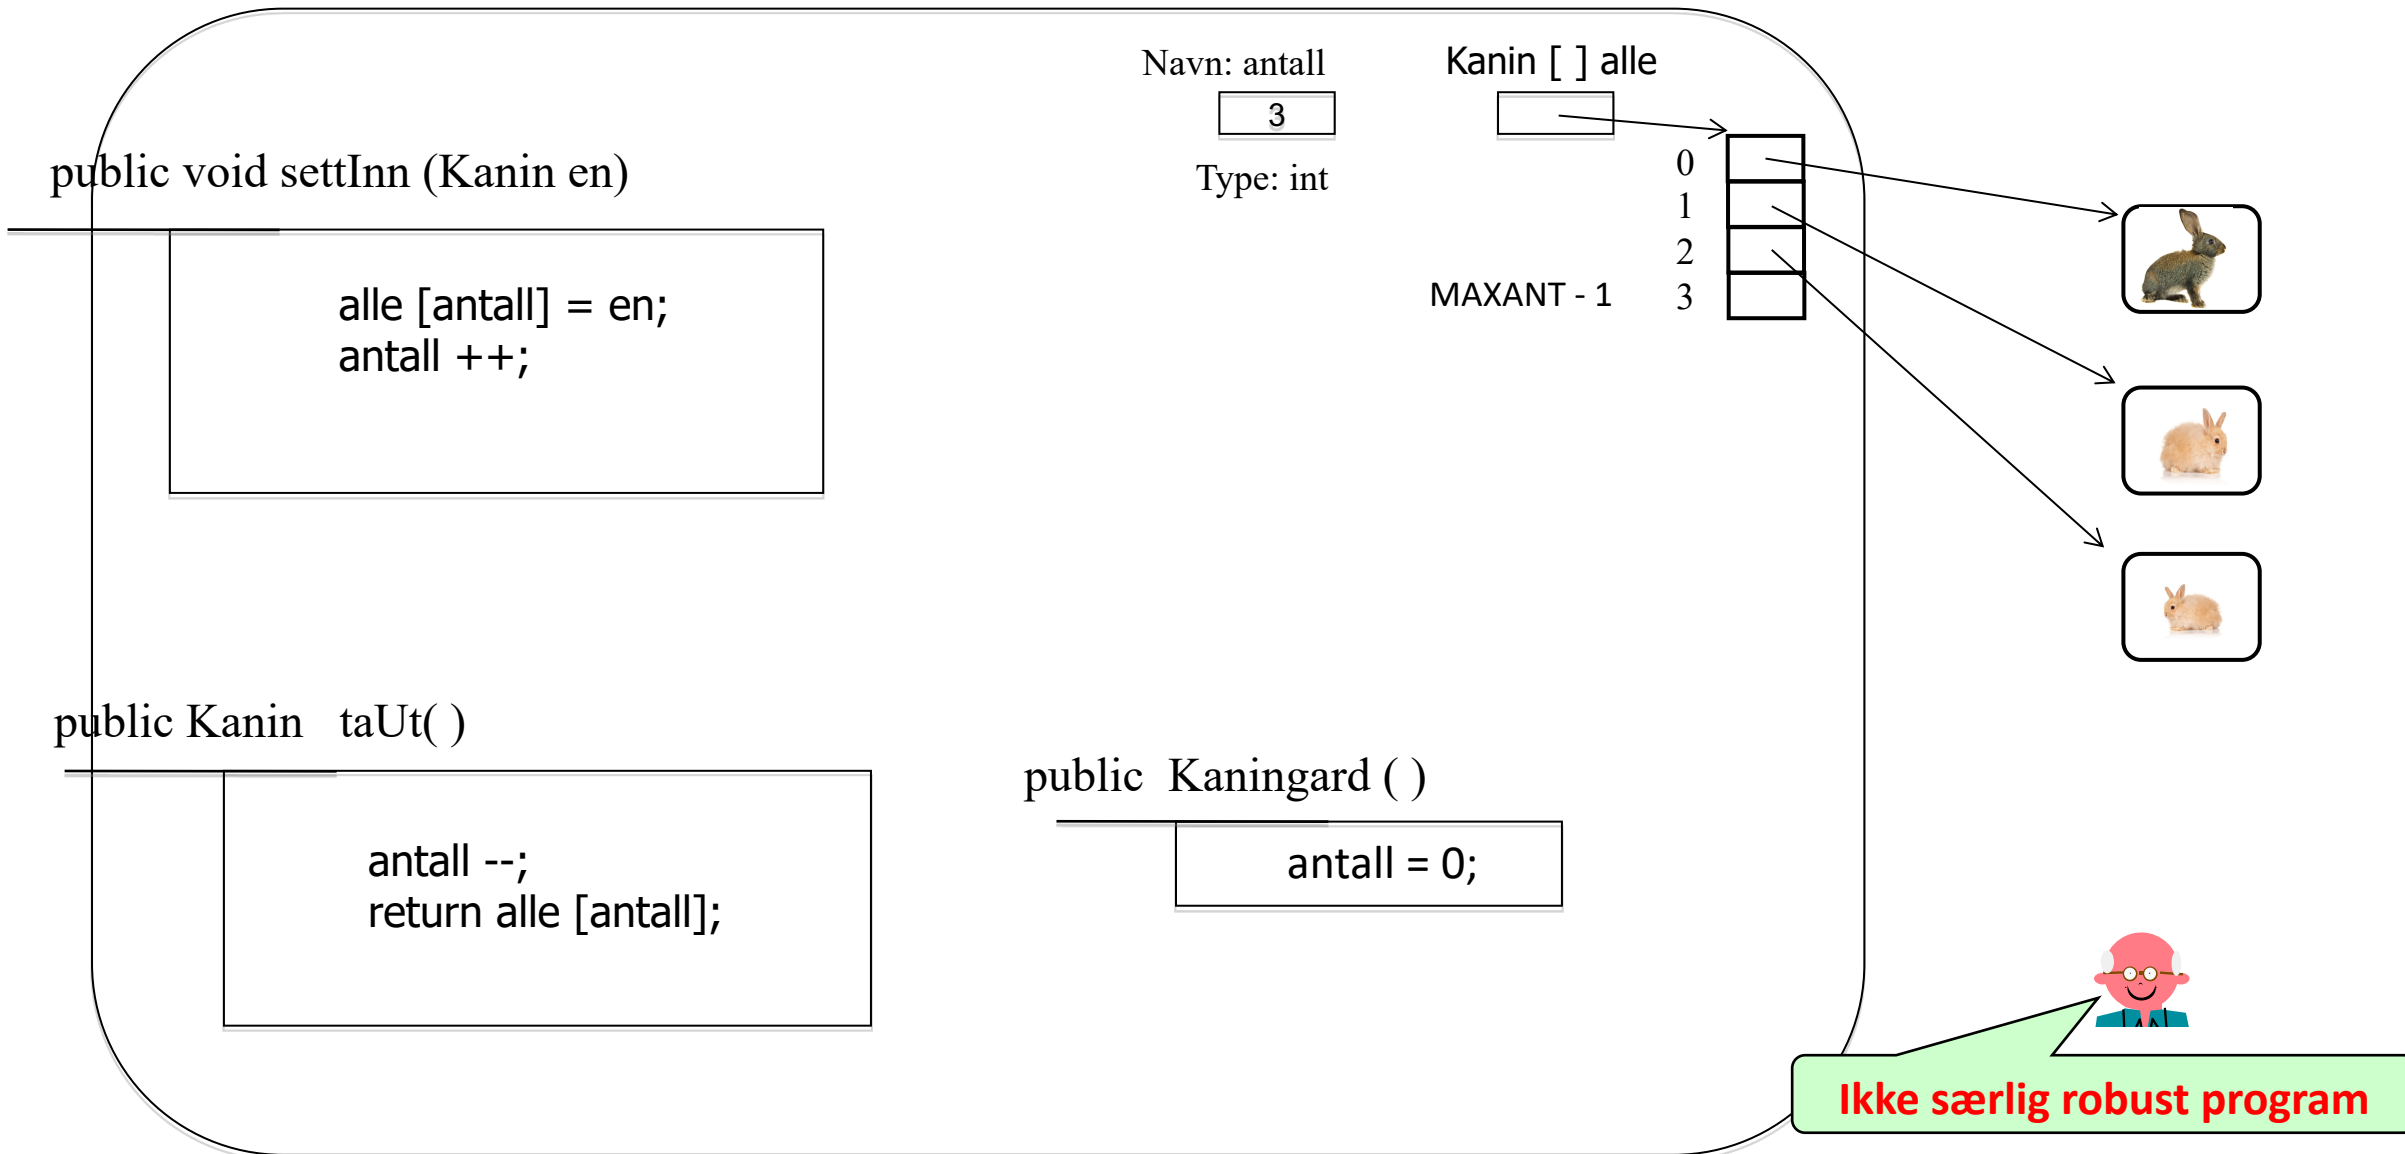 Navn: antall
Kanin [ ] alle
3
public void settInn (Kanin en)
Type: int
0
1
2
MAXANT - 1
3
alle [antall] = en;
antall ++;
public Kanin taUt( )
public Kaningard ( )
antall --;
return alle [antall];
antall = 0;
Ikke særlig robust program